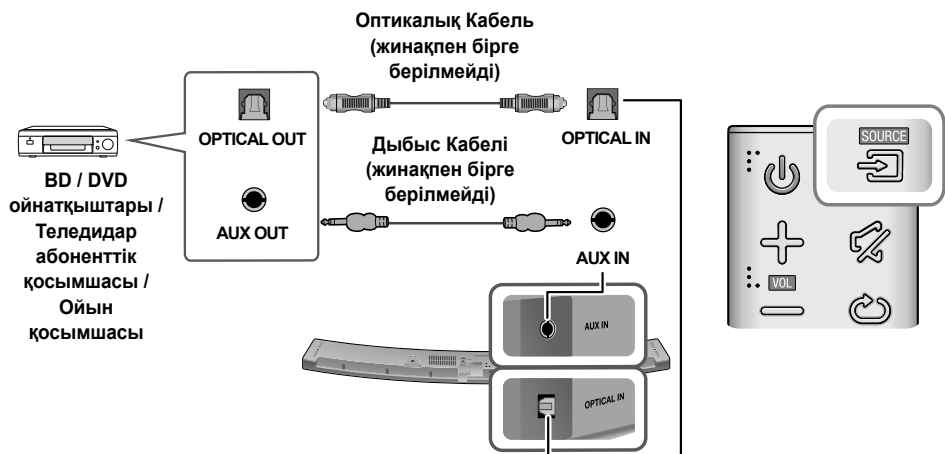 Оптикалық Кабель
(жинақпен бірге
берілмейді)
OPTICAL OUT
OPTICAL IN
Дыбыс Кабелі
(жинақпен бірге
берілмейді)
AUX OUT
AUX IN
BD / DVD
ойнатқыштары /
Теледидар
абоненттік
қосымшасы /
Ойын
қосымшасы
AUX IN
OPTICAL IN
SOURCE
VOL